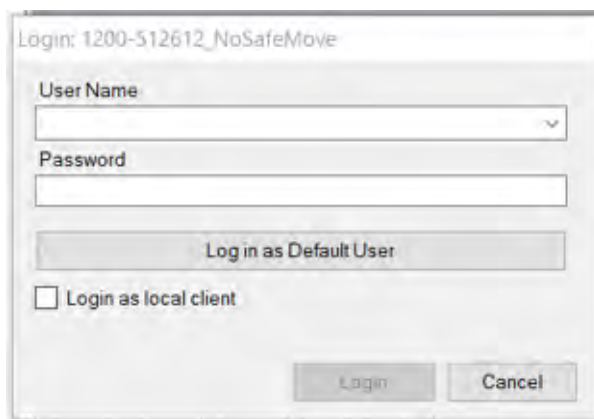 Login: 1200-512612_NoSafeMove
User Name
Password
Log in as Default User
Login as local client
Login Cancel